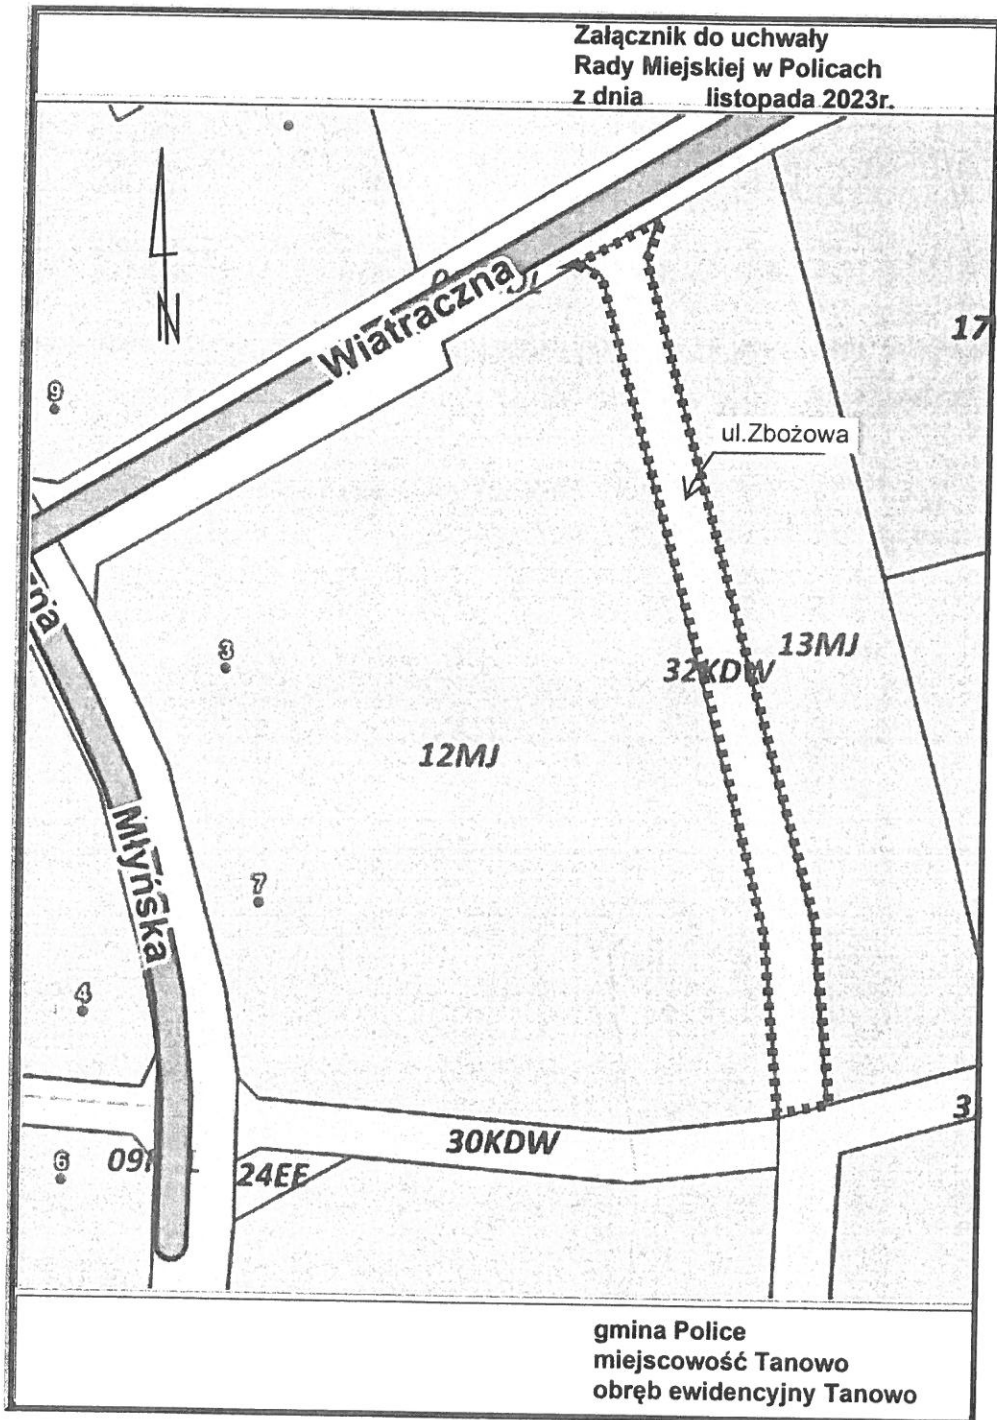 Załącznik do uchwały
Rady Miejskiej w Policach
z dnia listopada 2023r.
N
Wiatraczna
17
9
ul.Zbożowa
3
13MJ
32KDW
12MJ
Młyńska
7
4
3
30KDW
6
24EE
gmina Police
miejscowość Tanowo
obręb ewidencyjny Tanowo